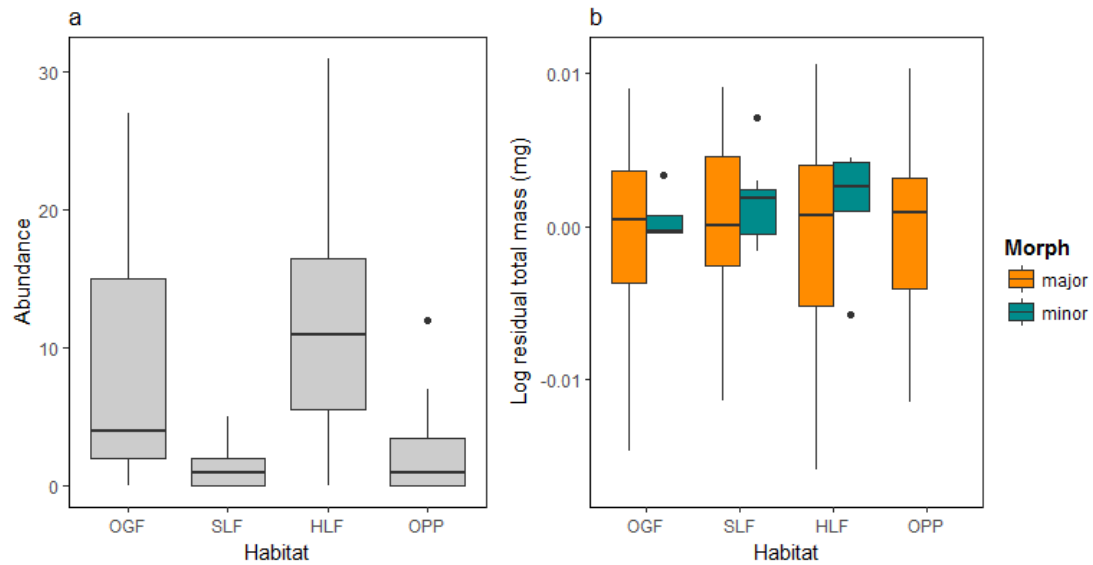 a
Abundance
30
20
10
0
OGF SLF HLF OPP
Habitat
b
Log residual total mass (mg)
0.01
0.00
-0.01
OGF SLF HLF OPP
Habitat
Morph
major
minor